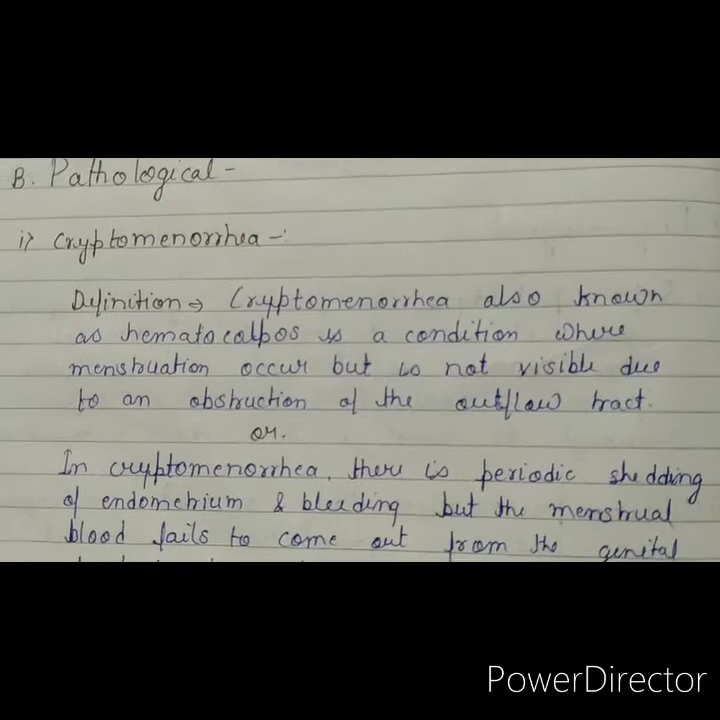 B. Pathological -
i> Cryptomenorrhea -:
Definition → Cryptomenorrhea also known
as hematocalpos is a condition where
menstruation occur but is not visible due
to an obstruction of the outflow tract.
or.
In cryptomenorrhea, there is periodic shedding
of endometrium & bleeding but the menstrual
blood fails to come out from the genital
PowerDirector